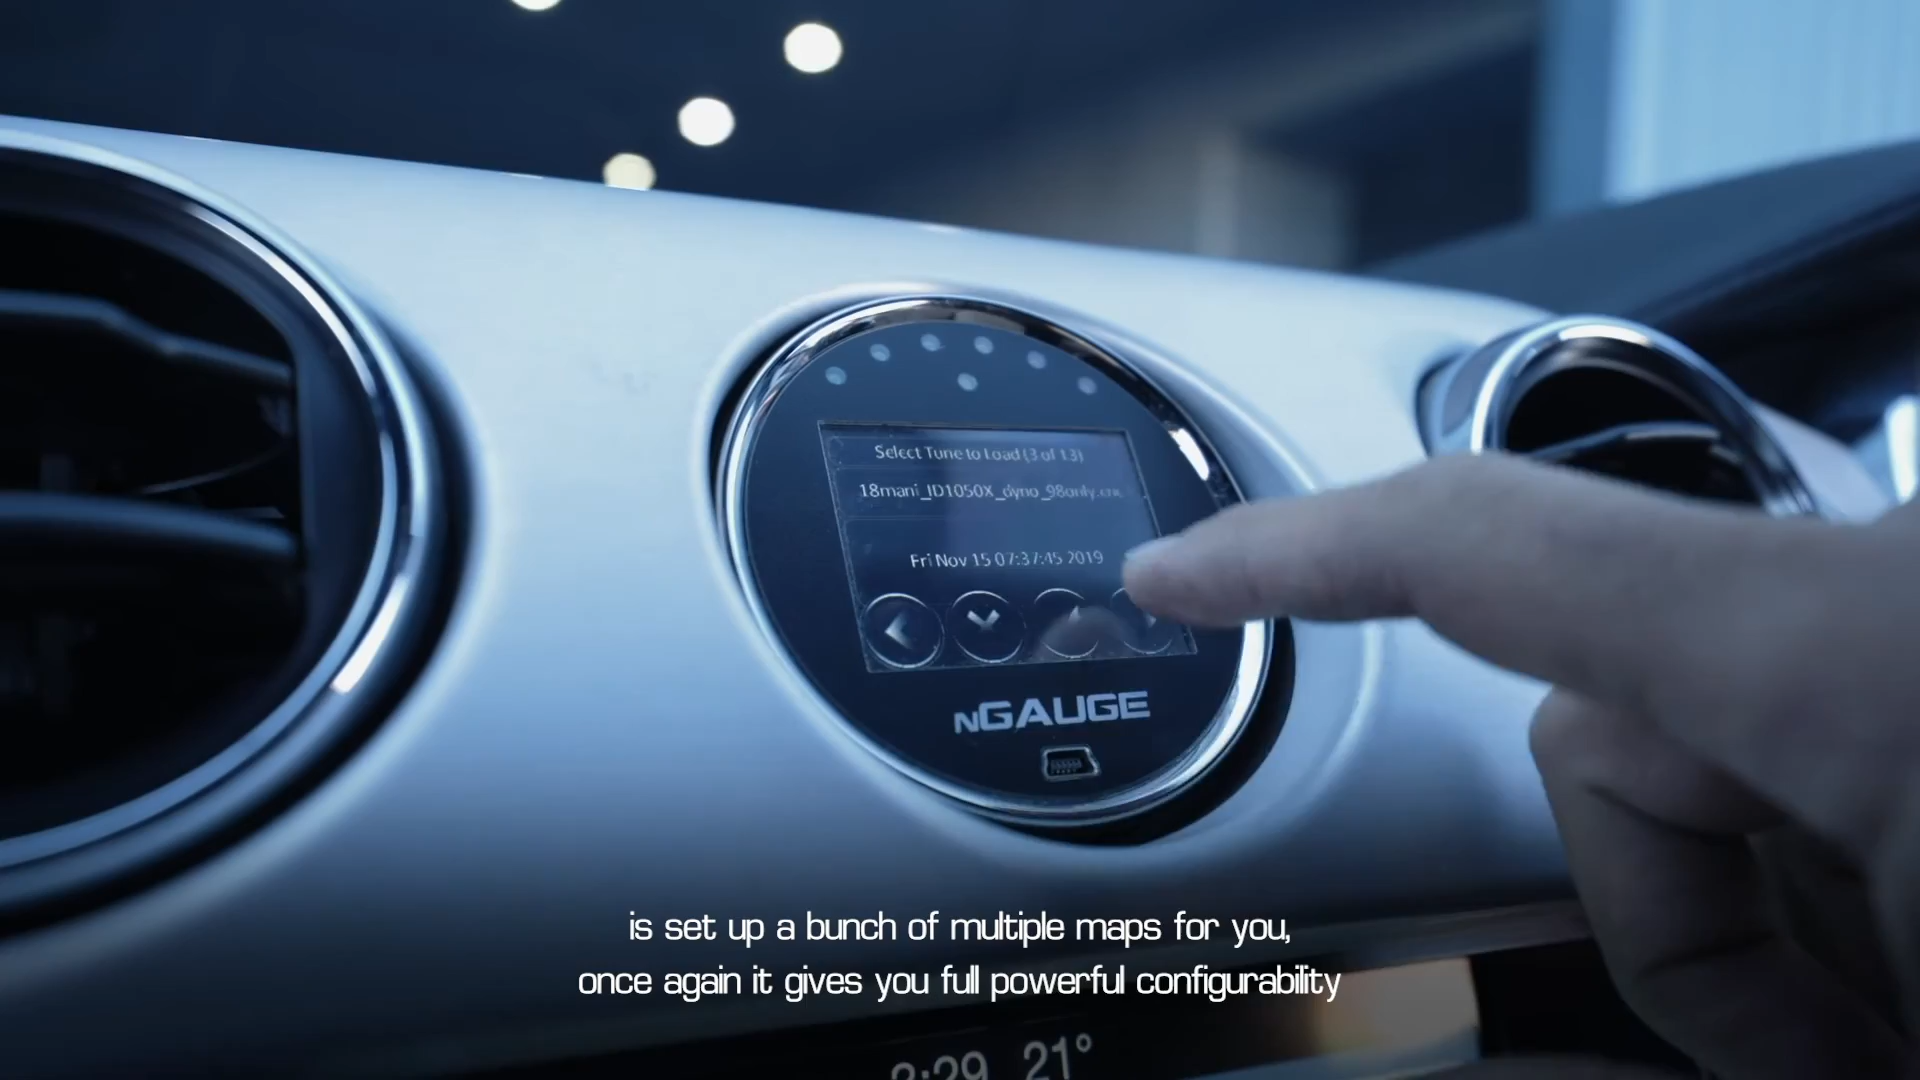 Select Tune to Load (3 of 13)
18mani_ID1050X_dyno_98only
Fri Nov 15 07:37:45 2019
nGAUGE
is set up a bunch of multiple maps for you,
once again it gives you full powerful configurability
21°